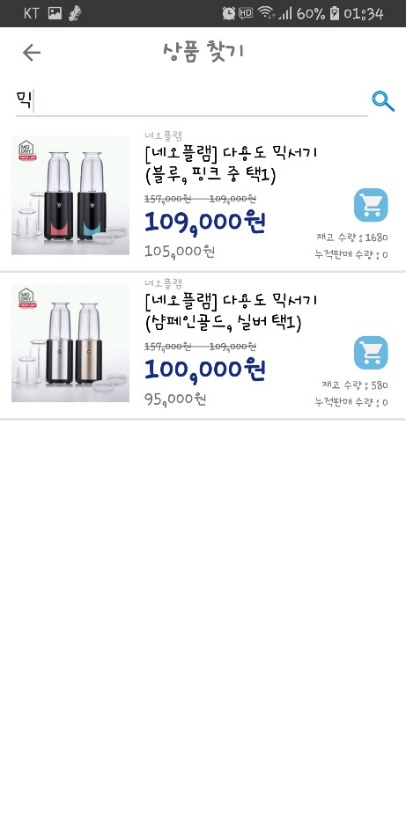 KT HD 60% 01:34
상품 찾기
믹
네오플램
[네오플램] 다용도 믹서기
(블루, 핑크 중 택1)
157,000원 109,000원
109,000원
105,000원
재고 수량 : 1680
누적판매 수량 : 0
네오플램
[네오플램] 다용도 믹서기
(샴페인골드, 실버 택1)
157,000원 109,000원
100,000원
95,000원
재고 수량 : 580
누적판매 수량 : 0